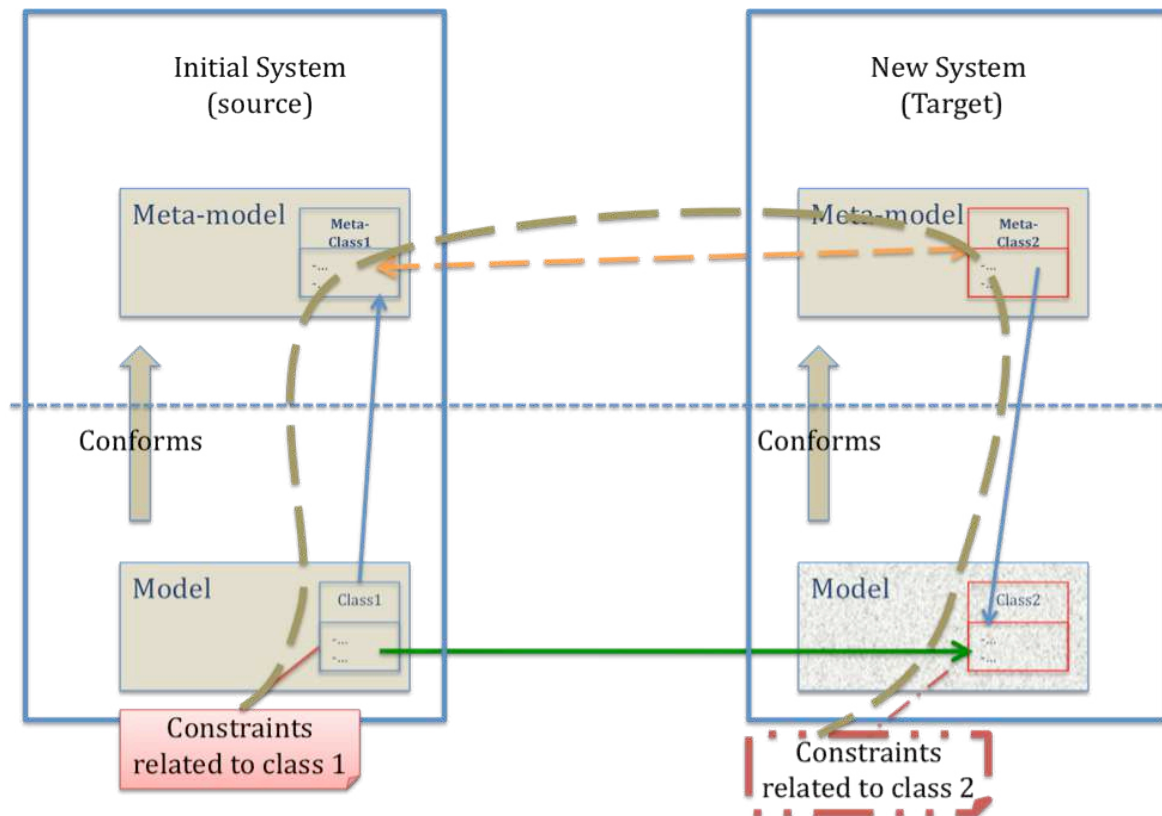 Initial System
(source)
New System
(Target)
Meta-model
Meta-
Class1
-...
-..
Meta-model
Meta-
Class2
-...
-..
Conforms
Conforms
Model
Class1
-...
-...
Model
Class2
-...
-...
Constraints
related to class 1
Constraints
related to class 2